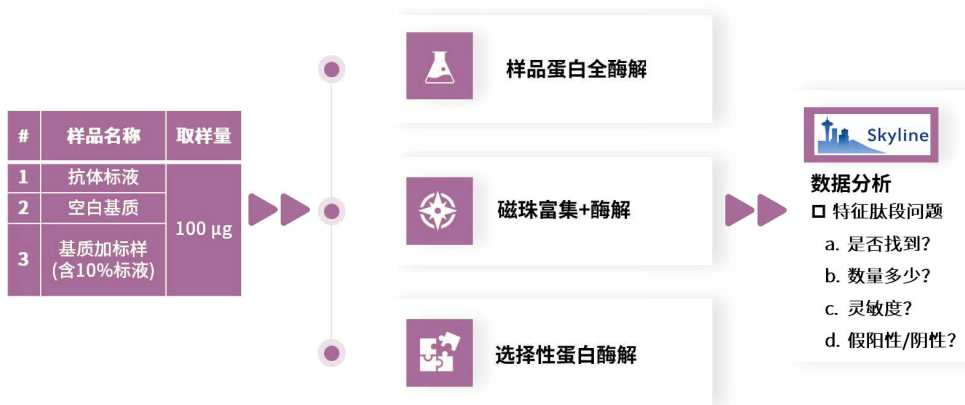 # 样品名称 取样量
1 抗体标液
2 空白基质
100 μg
3 基质加标样
(含10%标液)
样品蛋白全酶解
磁珠富集+酶解
选择性蛋白酶解
Skyline
数据分析
特征肽段问题
a. 是否找到?
b. 数量多少?
c. 灵敏度?
d. 假阳性/阴性?